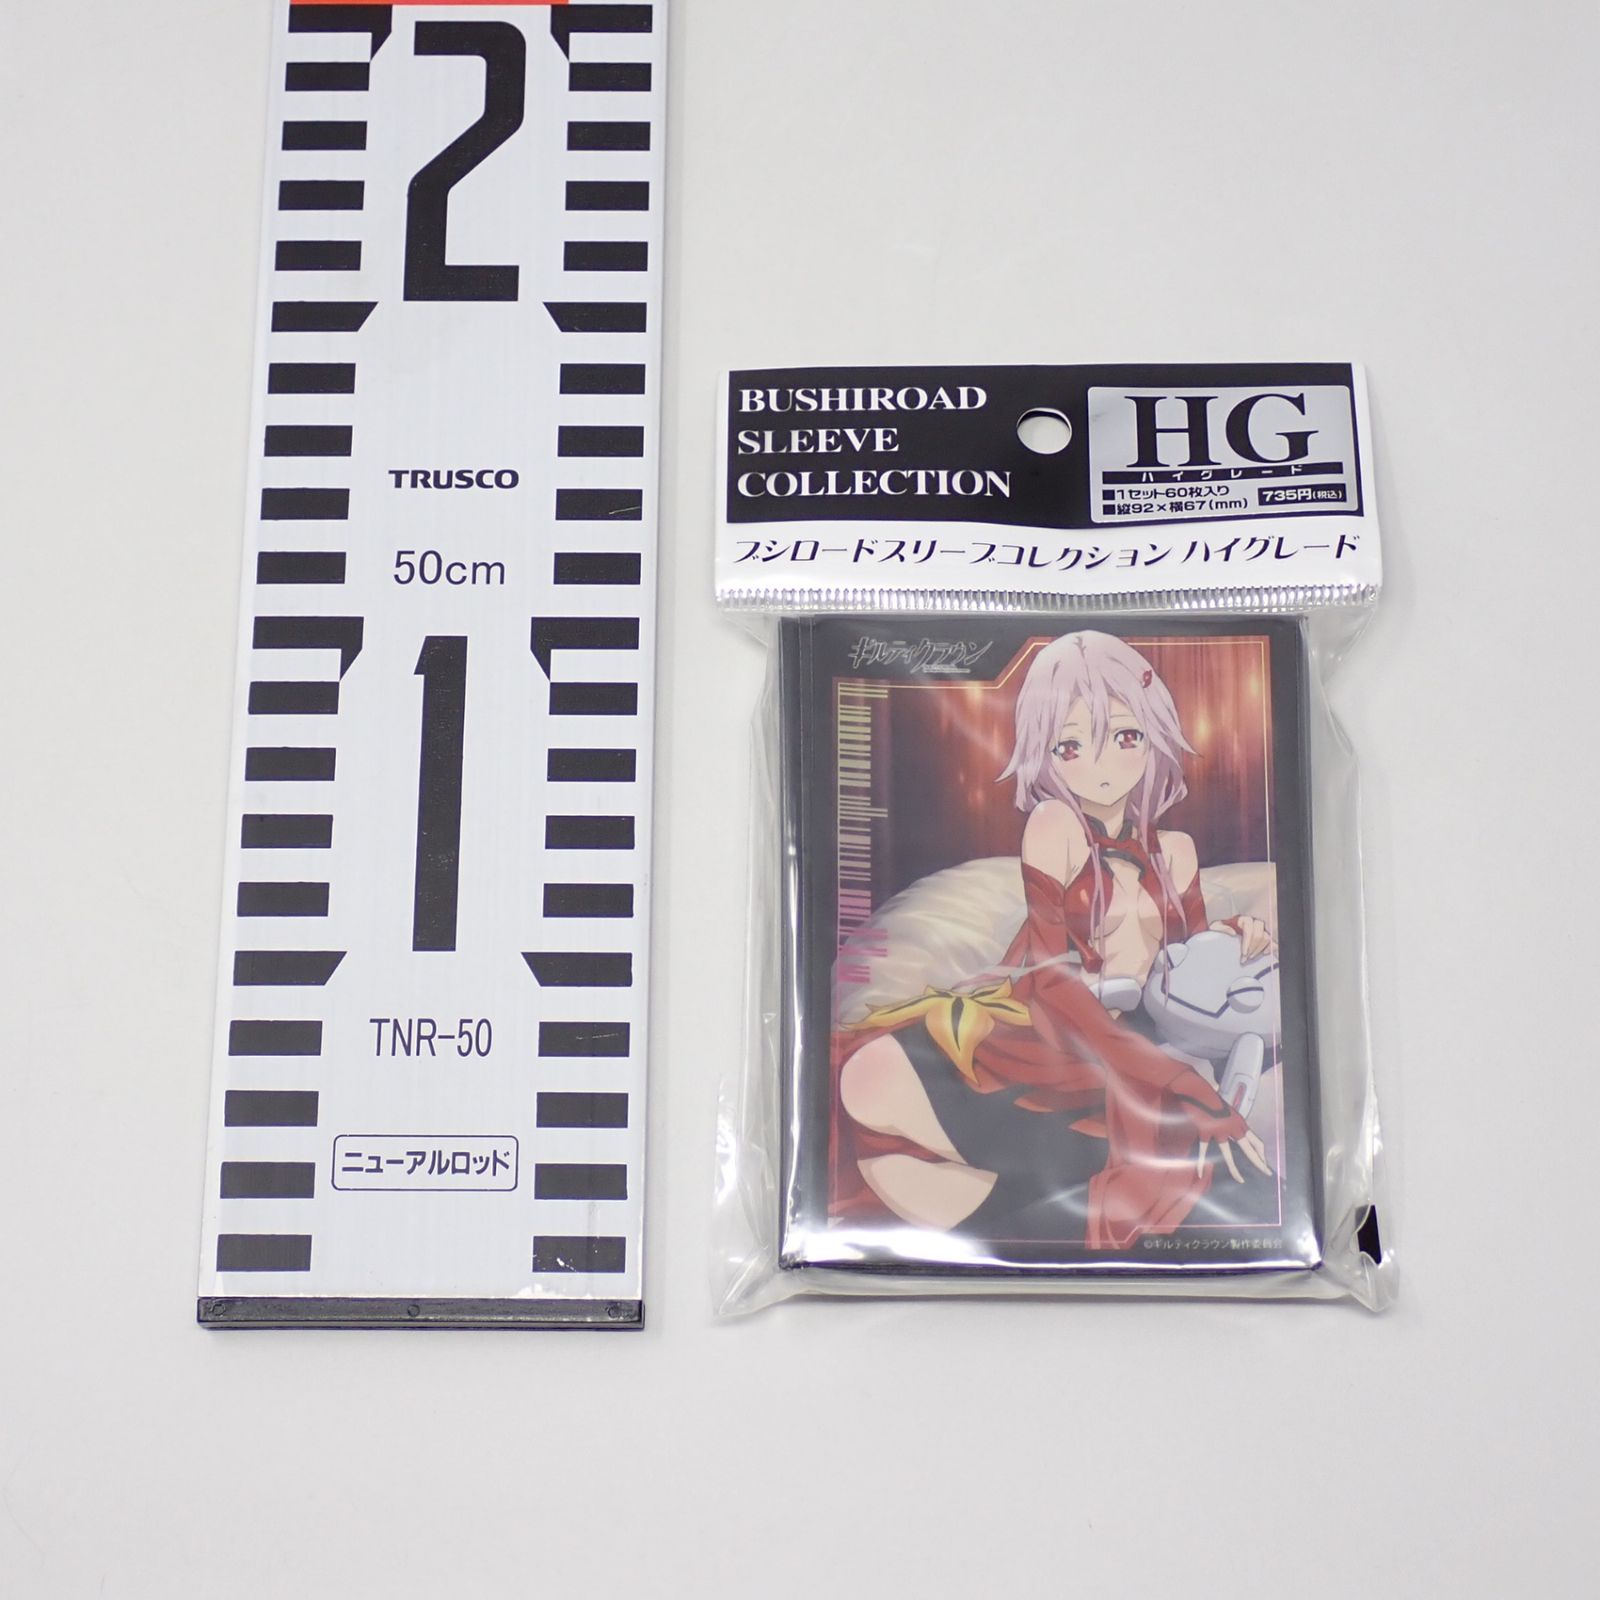 2
TRUSCO
50cm
1
TNR-50
ニューアルロッド
BUSHIROAD
SLEEVE
COLLECTION
HG
ハイグレード
■1セット60枚入り
■縦92×横67(mm)
735円(税込)
ブシロードスリーブコレクション ハイグレード
ギルティクラウン
©ギルティクラウン製作委員会